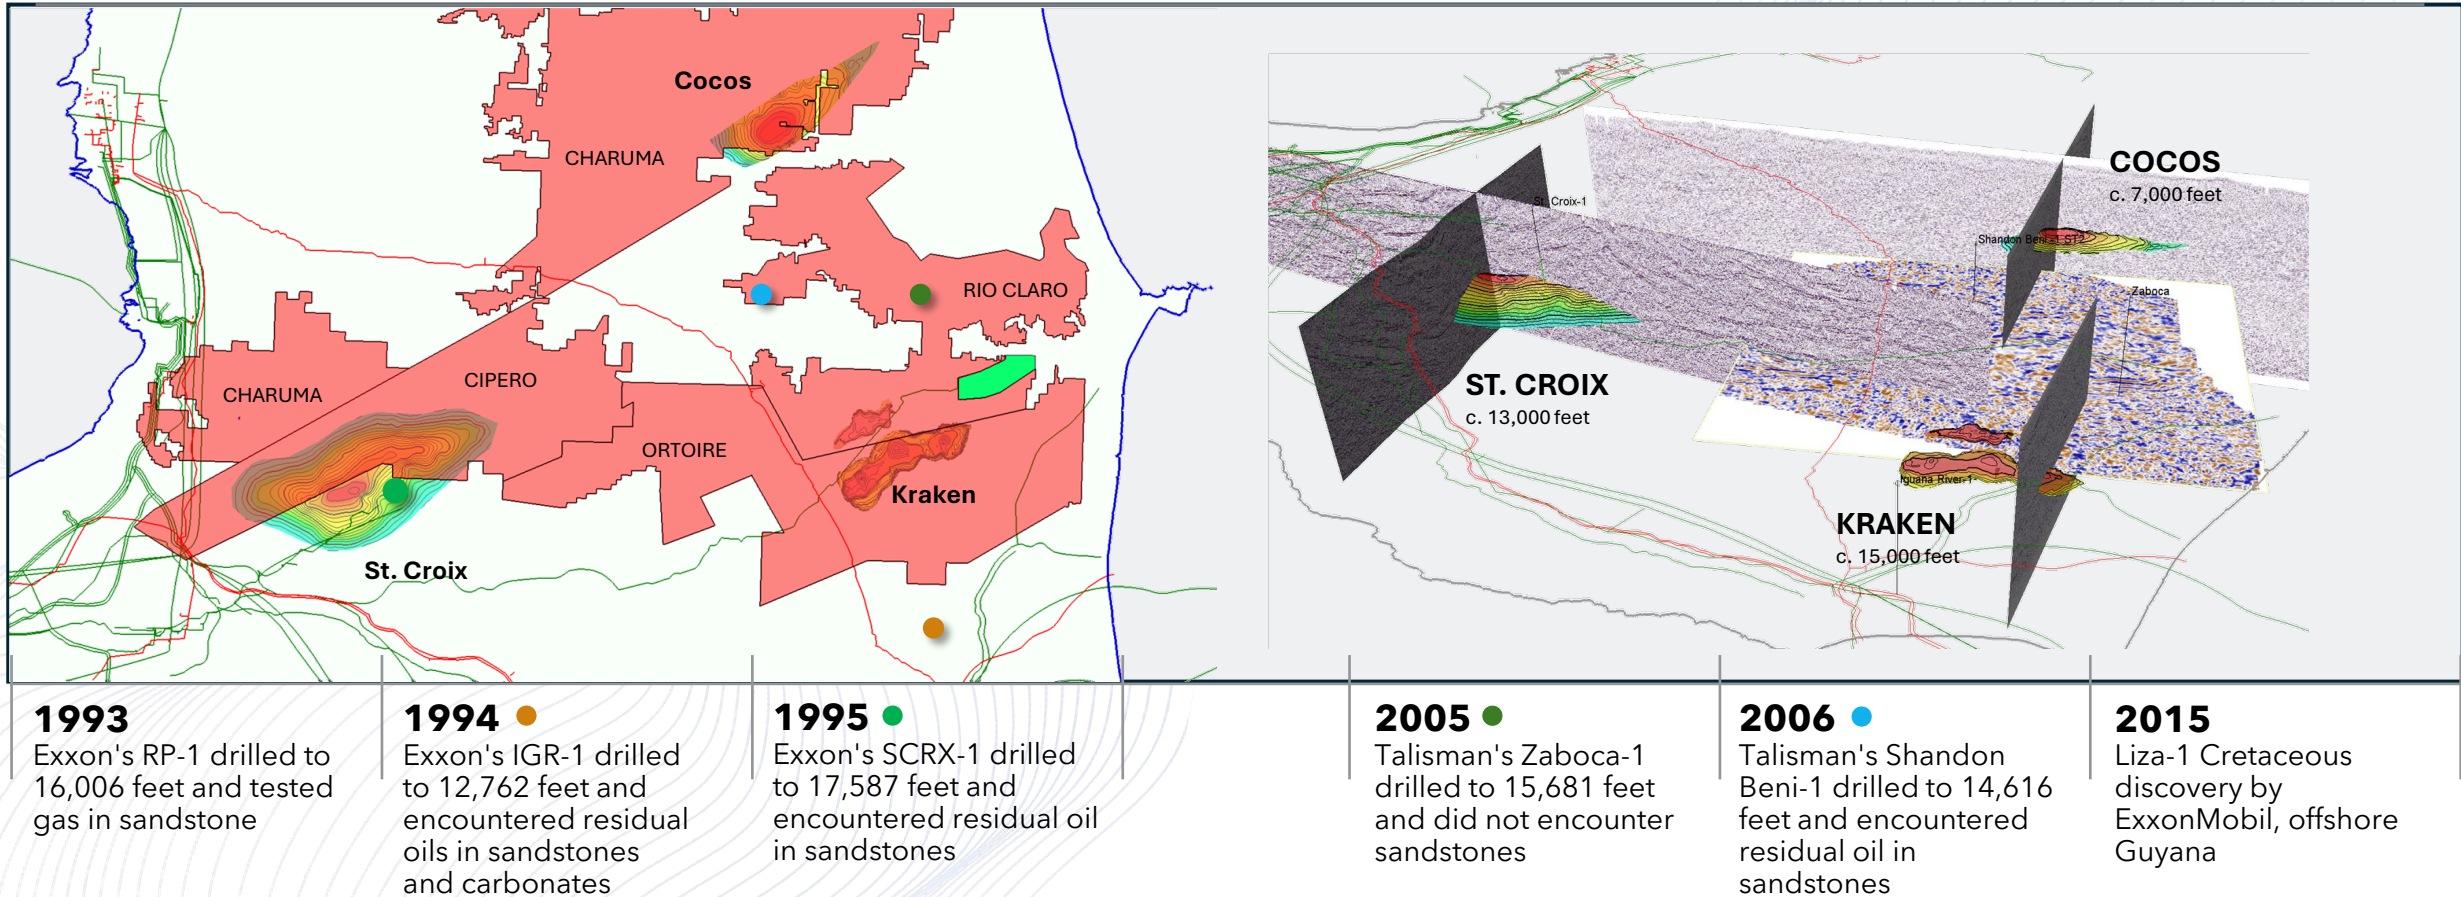 Cocos
CHARUMA
RIO CLARO
CHARUMA
CIPERO
ORTOIRE
Kraken
St. Croix
COCOS
c. 7,000 feet
St. Croix-1
Shandon Beni-1 ST2
Zaboca
ST. CROIX
c. 13,000 feet
Iguana River-1
KRAKEN
c. 15,000 feet
1993
Exxon's RP-1 drilled to
16,006 feet and tested
gas in sandstone
1994
Exxon's IGR-1 drilled
to 12,762 feet and
encountered residual
oils in sandstones
and carbonates
1995
Exxon's SCRX-1 drilled
to 17,587 feet and
encountered residual oil
in sandstones
2005
Talisman's Zaboca-1
drilled to 15,681 feet
and did not encounter
sandstones
2006
Talisman's Shandon
Beni-1 drilled to 14,616
feet and encountered
residual oil in
sandstones
2015
Liza-1 Cretaceous
discovery by
ExxonMobil, offshore
Guyana